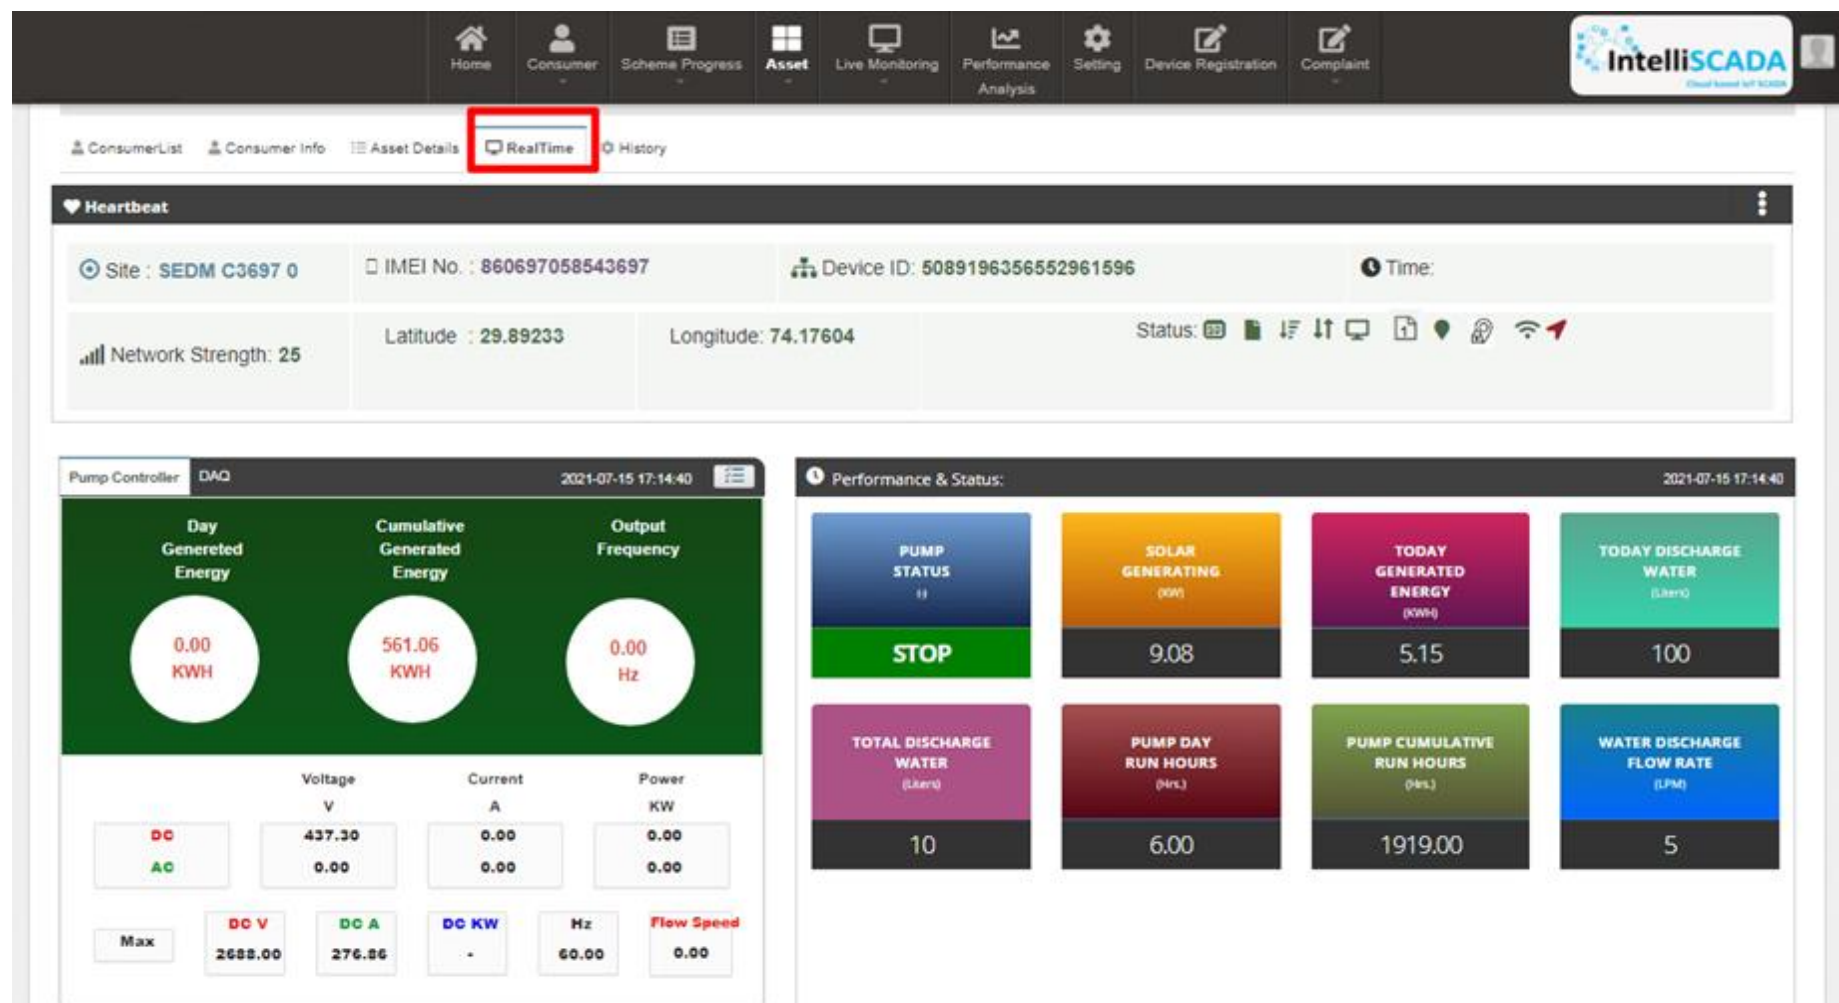 Home
Consumer
Scheme Progress
Asset
Live Monitoring
Performance
Analysis
Setting
Device Registration
Complaint
IntelliSCADA
Cloud based IoT SCADA
ConsumerList
Consumer Info
Asset Details
RealTime
History
Heartbeat
Site : SEDM C3697 0
IMEI No. : 860697058543697
Device ID: 5089196356552961596
Time:
Network Strength: 25
Latitude : 29.89233
Longitude: 74.17604
Status:
Pump Controller
DAQ
2021-07-15 17:14:40
Day
Genereted
Energy
Cumulative
Generated
Energy
Output
Frequency
0.00
KWH
561.06
KWH
0.00
Hz
Voltage
V
Current
A
Power
KW
DC
437.30
0.00
0.00
AC
0.00
0.00
0.00
Max
DC V
2688.00
DC A
276.86
DC KW
-
Hz
60.00
Flow Speed
0.00
Performance & Status:
2021-07-15 17:14:40
PUMP
STATUS
STOP
SOLAR
GENERATING
(KW)
9.08
TODAY
GENERATED
ENERGY
(KWH)
5.15
TODAY DISCHARGE
WATER
(Liters)
100
TOTAL DISCHARGE
WATER
(Liters)
10
PUMP DAY
RUN HOURS
(Hrs.)
6.00
PUMP CUMULATIVE
RUN HOURS
(Hrs.)
1919.00
WATER DISCHARGE
FLOW RATE
(LPM)
5